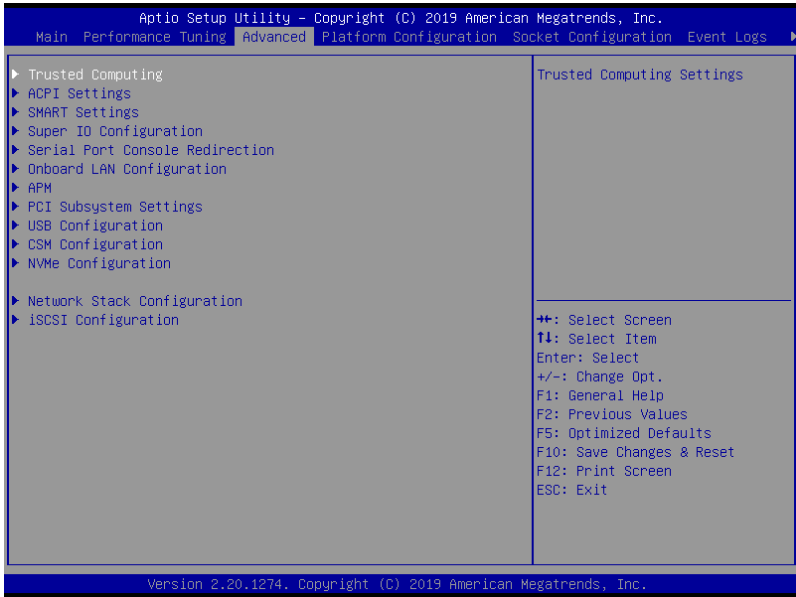 Aptio Setup Utility – Copyright (C) 2019 American Megatrends, Inc.
Main Performance Tuning Advanced Platform Configuration Socket Configuration Event Logs
Trusted Computing
ACPI Settings
SMART Settings
Super IO Configuration
Serial Port Console Redirection
Onboard LAN Configuration
APM
PCI Subsystem Settings
USB Configuration
CSM Configuration
NVMe Configuration
Network Stack Configuration
iSCSI Configuration
Trusted Computing Settings
→←: Select Screen
↑↓: Select Item
Enter: Select
+/-: Change Opt.
F1: General Help
F2: Previous Values
F5: Optimized Defaults
F10: Save Changes & Reset
F12: Print Screen
ESC: Exit
Version 2.20.1274. Copyright (C) 2019 American Megatrends, Inc.